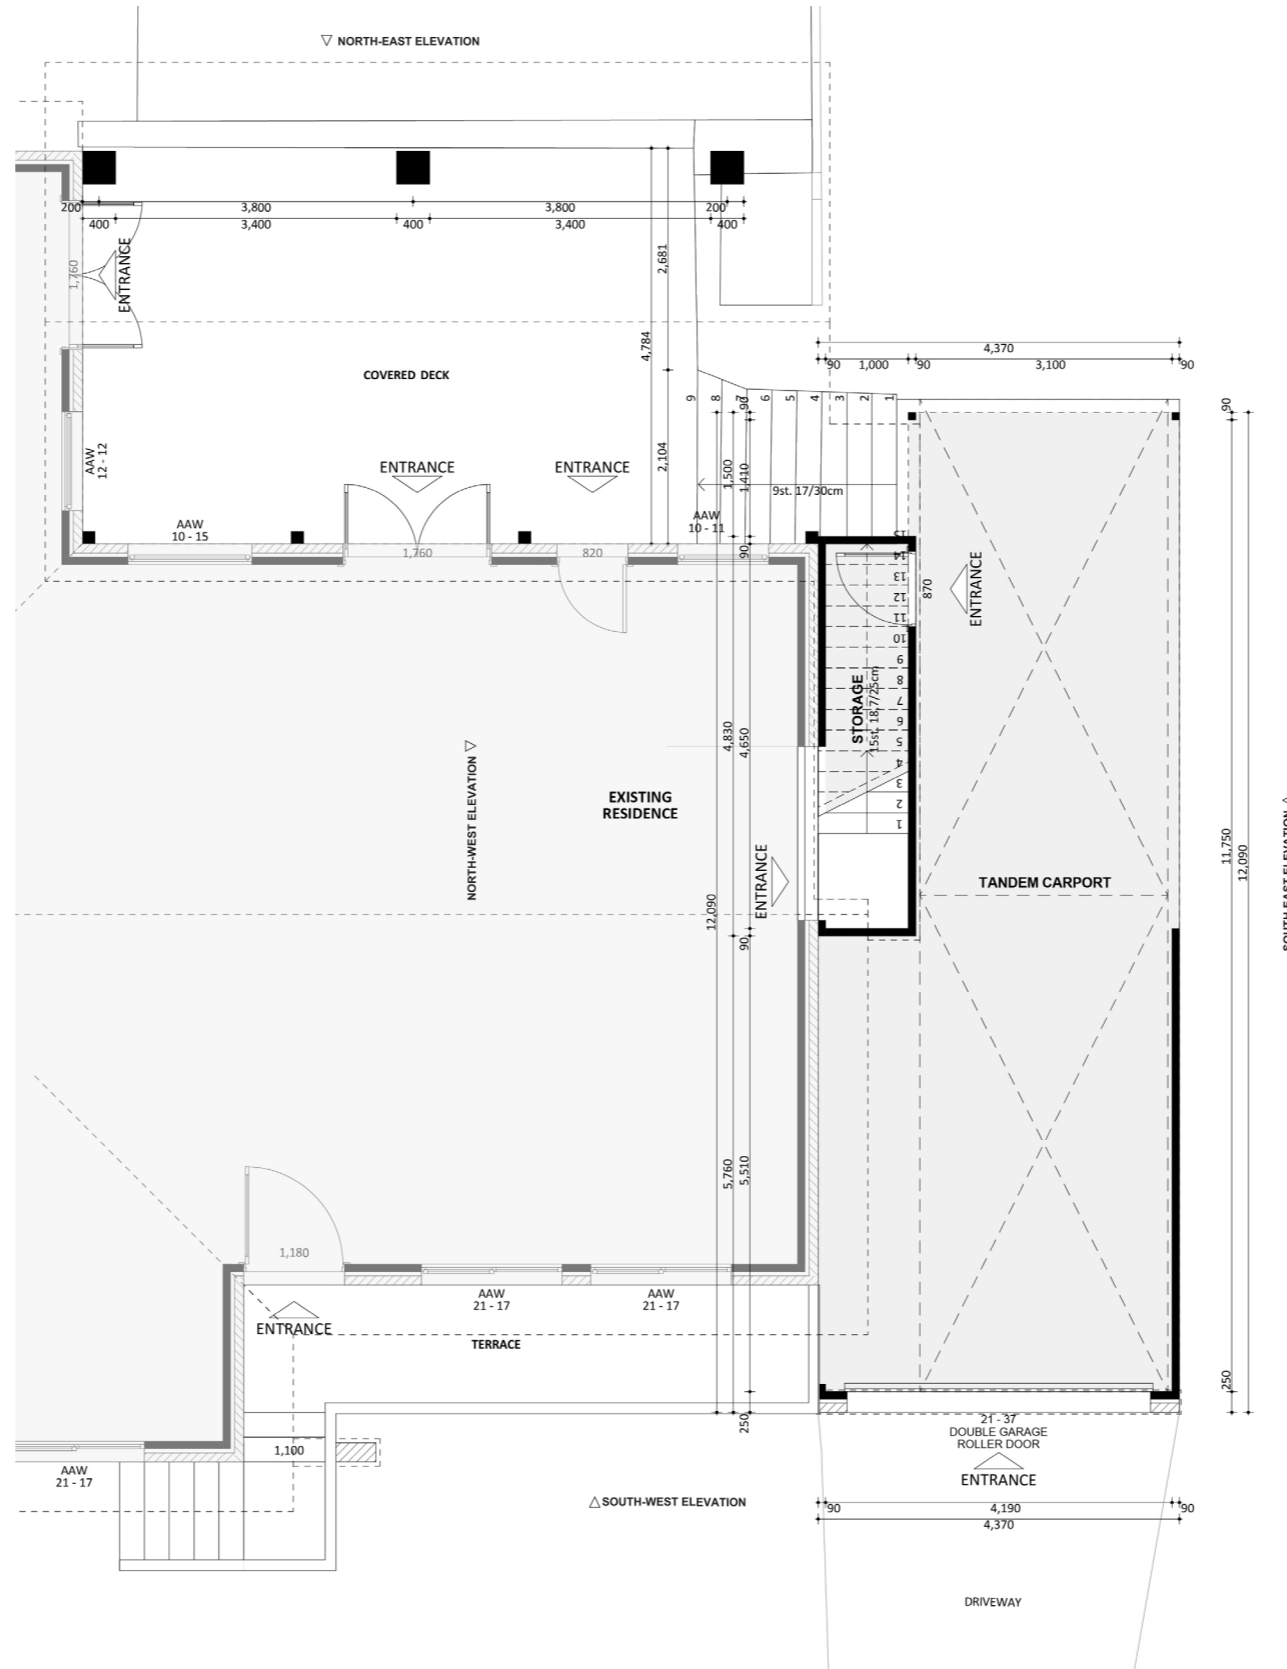 ▽ NORTH-EAST ELEVATION
200
3,800
3,800
200
400
3,400
400
3,400
400
1,760
ENTRANCE
2,681
4,784
2,104
COVERED DECK
4,370
90
1,000
90
3,100
90
9
8
7
6
5
4
3
2
1
90
90
AAW
12 - 12
ENTRANCE
ENTRANCE
1,500
1,410
9st. 17/30cm
AAW
10 - 15
AAW
10 - 11
1,760
820
90
15
14
13
12
11
10
9
8
7
6
5
4
3
2
1
870
ENTRANCE
STORAGE
15st. 18,7/25cm
4,830
4,650
NORTH-WEST ELEVATION ▽
EXISTING
RESIDENCE
ENTRANCE
TANDEM CARPORT
11,750
12,090
SOUTH-EAST ELEVATION
12,090
90
5,760
5,510
1,180
AAW
21 - 17
AAW
21 - 17
ENTRANCE
TERRACE
250
250
21 - 37
DOUBLE GARAGE
ROLLER DOOR
ENTRANCE
1,100
AAW
21 - 17
△ SOUTH-WEST ELEVATION
90
4,190
90
4,370
DRIVEWAY